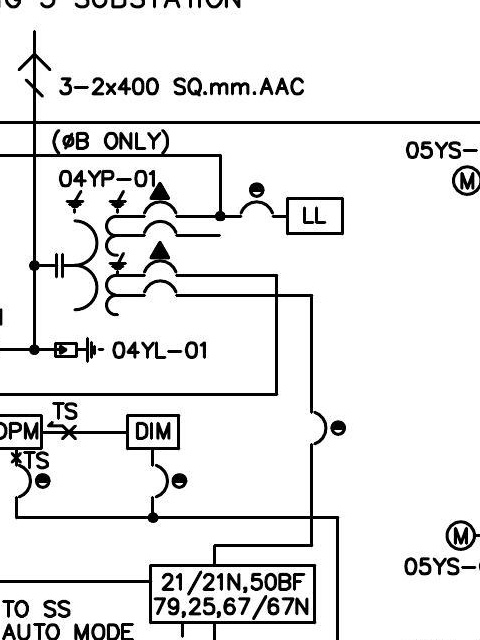 5 SUBSTATION
3-2x400 SQ.mm.AAC
(øB ONLY)
05YS-
04YP-01
M
LL
04YL-01
TS
DPM
DIM
TS
M
05YS-
21/21N,50BF
79,25,67/67N
TO SS
AUTO MODE